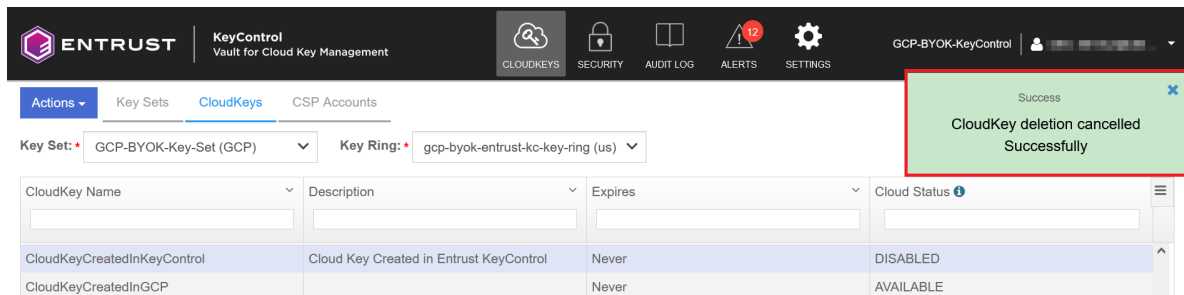 ENTRUST
KeyControl
Vault for Cloud Key Management
CLOUDKEYS
SECURITY
AUDIT LOG
12
ALERTS
SETTINGS
GCP-BYOK-KeyControl
Actions
Key Sets
CloudKeys
CSP Accounts
Success
CloudKey deletion cancelled
Successfully
Key Set: * GCP-BYOK-Key-Set (GCP)
Key Ring: * gcp-byok-entrust-kc-key-ring (us)
CloudKey Name Description Expires Cloud Status
CloudKeyCreatedInKeyControl Cloud Key Created in Entrust KeyControl Never DISABLED
CloudKeyCreatedInGCP Never AVAILABLE